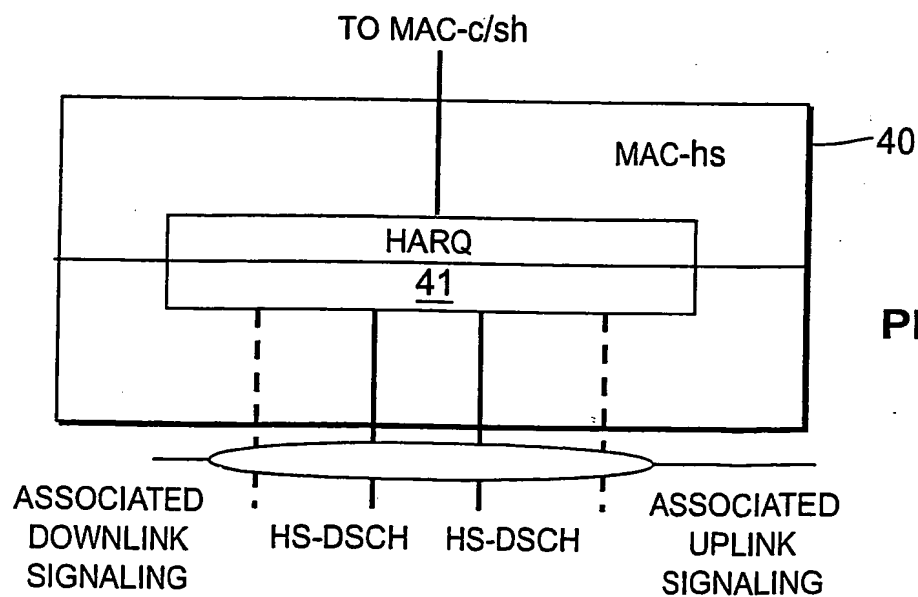 TO MAC-c/sh
MAC-hs
40
HARQ
41
ASSOCIATED
DOWNLINK
SIGNALING
HS-DSCH
HS-DSCH
ASSOCIATED
UPLINK
SIGNALING